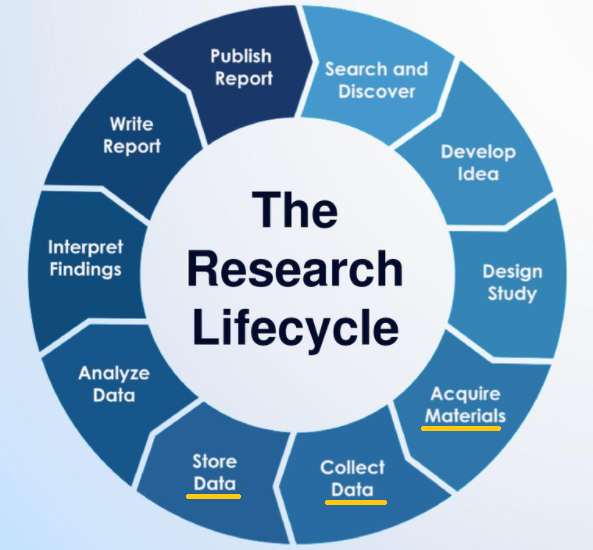 The
Research
Lifecycle
Search and
Discover
Develop
Idea
Design
Study
Acquire
Materials
Collect
Data
Store
Data
Analyze
Data
Interpret
Findings
Write
Report
Publish
Report